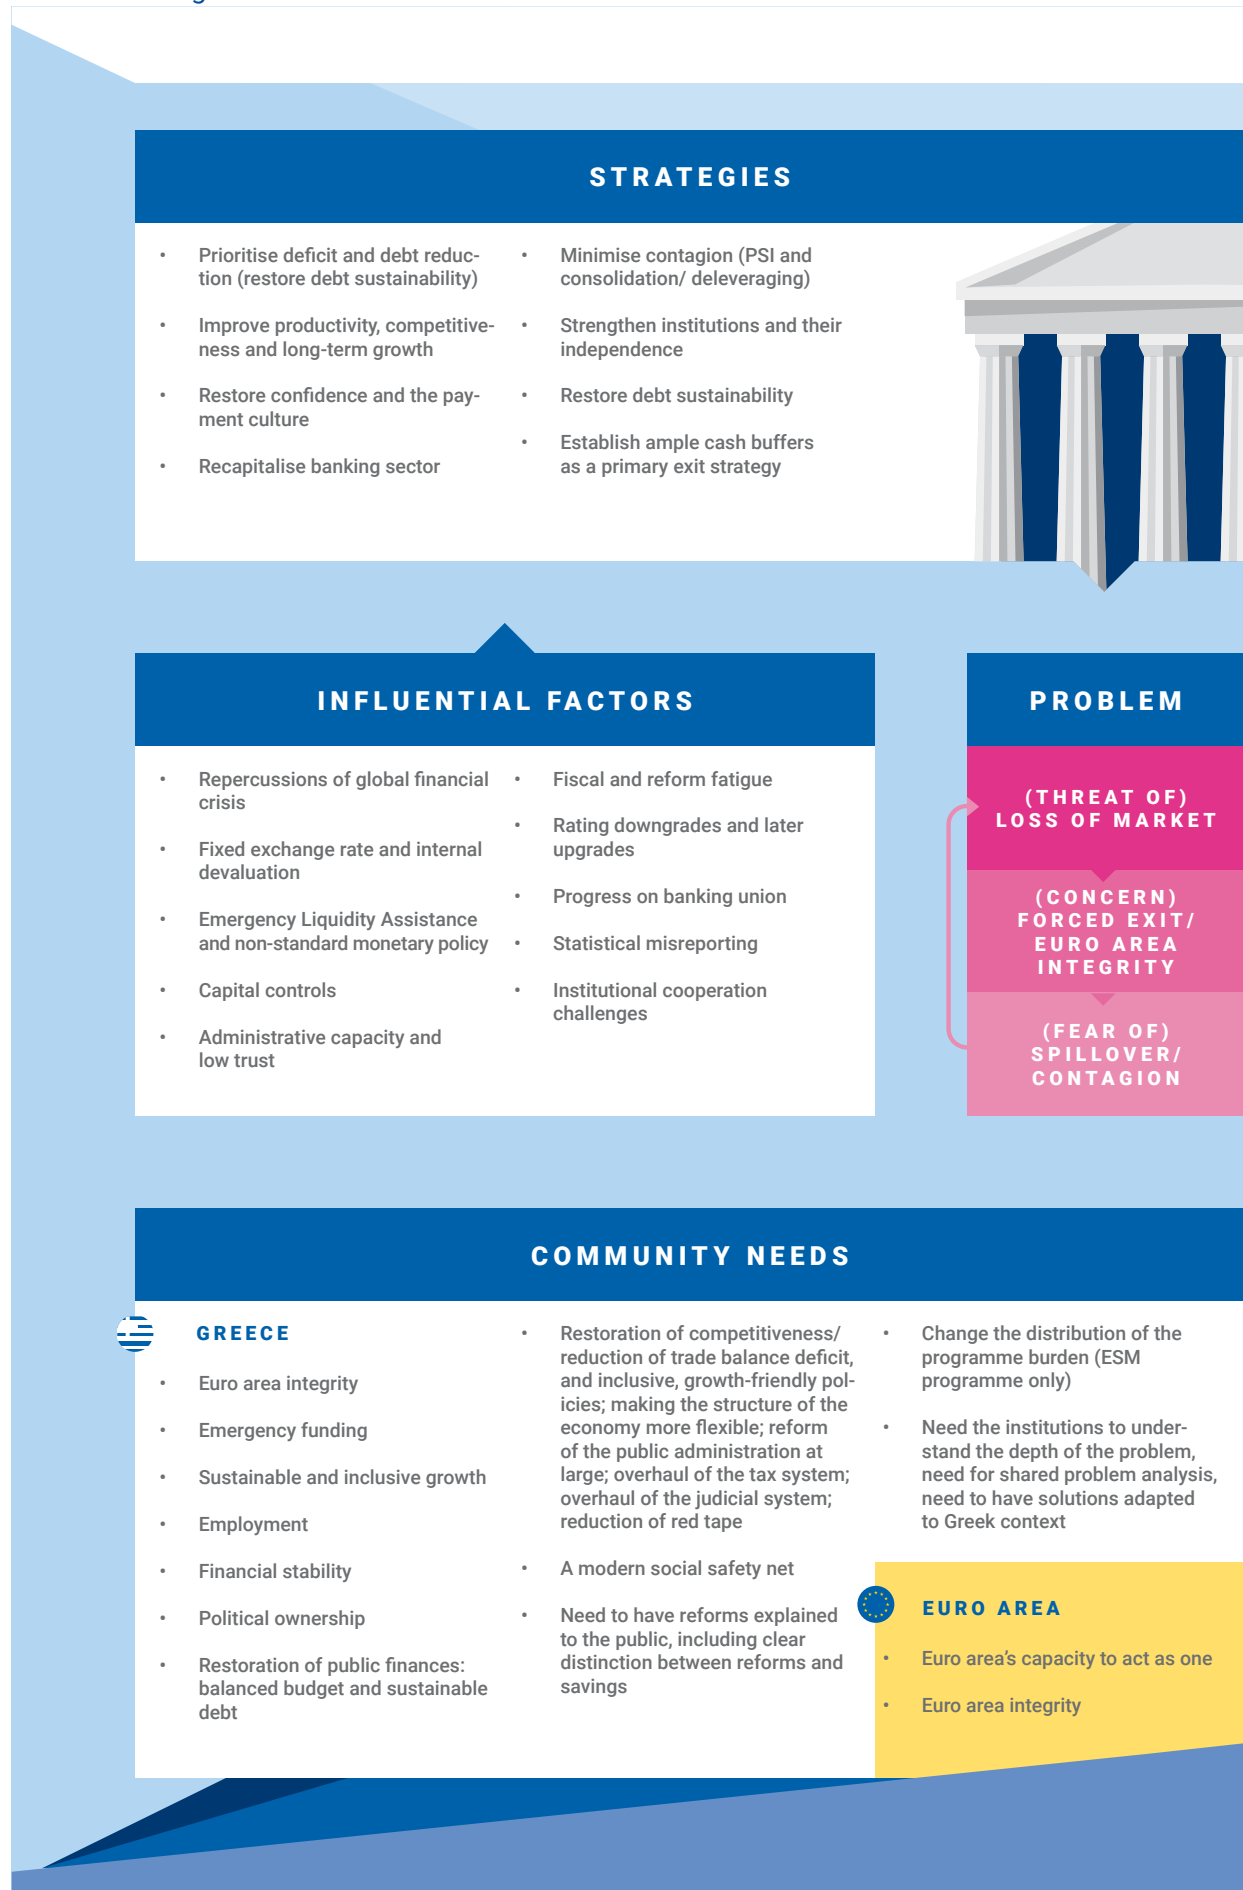 STRATEGIES
• Prioritise deficit and debt reduc-
tion (restore debt sustainability)
• Improve productivity, competitive-
ness and long-term growth
• Restore confidence and the pay-
ment culture
• Recapitalise banking sector
• Minimise contagion (PSI and
consolidation/ deleveraging)
• Strengthen institutions and their
independence
• Restore debt sustainability
• Establish ample cash buffers
as a primary exit strategy
INFLUENTIAL FACTORS
• Repercussions of global financial
crisis
• Fixed exchange rate and internal
devaluation
• Emergency Liquidity Assistance
and non-standard monetary policy
• Capital controls
• Administrative capacity and
low trust
• Fiscal and reform fatigue
• Rating downgrades and later
upgrades
• Progress on banking union
• Statistical misreporting
• Institutional cooperation
challenges
PROBLEM
(THREAT OF)
LOSS OF MARKET
(CONCERN)
FORCED EXIT/
EURO AREA
INTEGRITY
(FEAR OF)
SPILLOVER/
CONTAGION
COMMUNITY NEEDS
GREECE
• Euro area integrity
• Emergency funding
• Sustainable and inclusive growth
• Employment
• Financial stability
• Political ownership
• Restoration of public finances:
balanced budget and sustainable
debt
• Restoration of competitiveness/
reduction of trade balance deficit,
and inclusive, growth-friendly pol-
icies; making the structure of the
economy more flexible; reform
of the public administration at
large; overhaul of the tax system;
overhaul of the judicial system;
reduction of red tape
• A modern social safety net
• Need to have reforms explained
to the public, including clear
distinction between reforms and
savings
• Change the distribution of the
programme burden (ESM
programme only)
• Need the institutions to under-
stand the depth of the problem,
need for shared problem analysis,
need to have solutions adapted
to Greek context
EURO AREA
• Euro area's capacity to act as one
• Euro area integrity